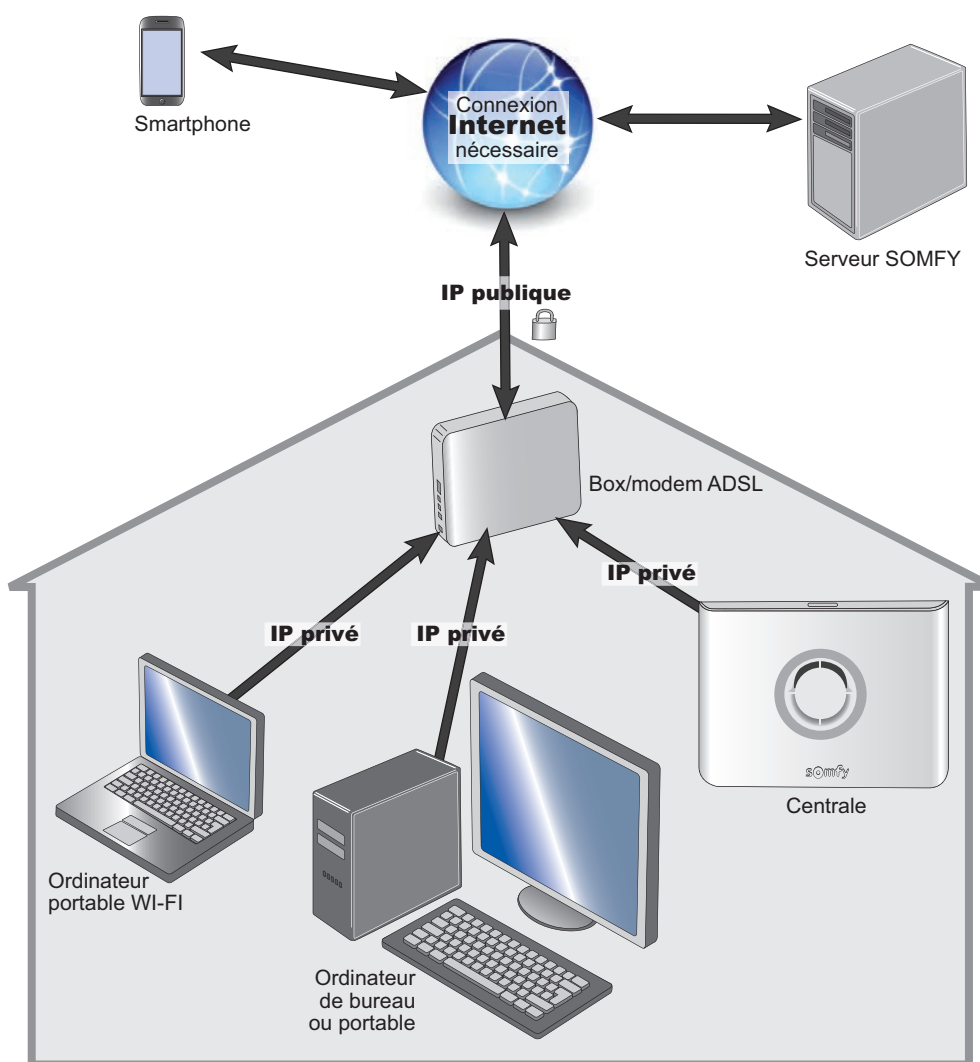 Smartphone
Connexion
Internet
nécessaire
Serveur SOMFY
IP publique
Box/modem ADSL
IP privé
IP privé
IP privé
somfy
Centrale
Ordinateur
portable WI-FI
Ordinateur
de bureau
ou portable